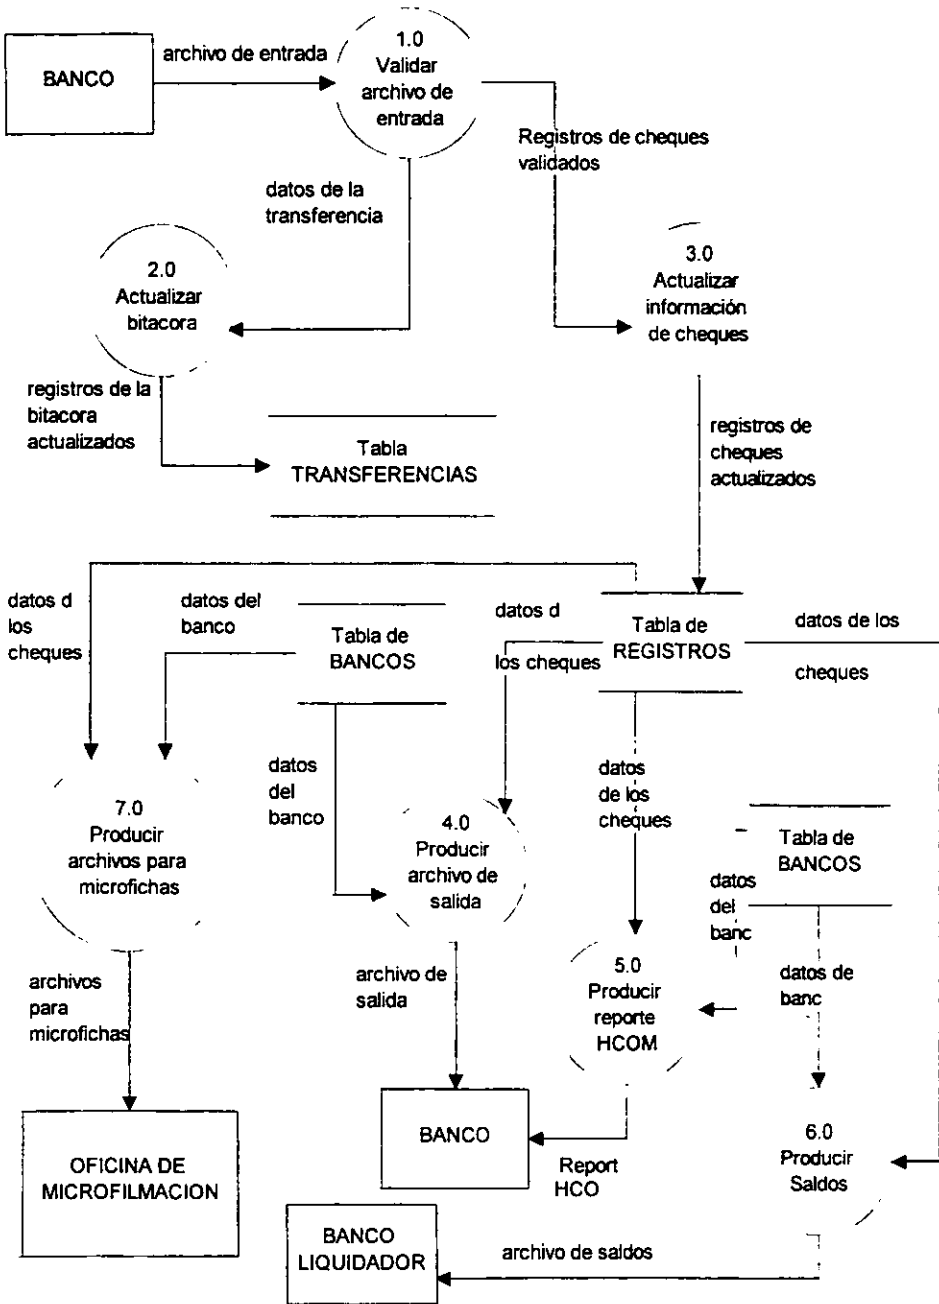 archivo de entrada
BANCO
1.0
Validar
archivo de
entrada
Registros de cheques
validados
datos de la
transferencia
2.0
Actualizar
bitacora
3.0
Actualizar
información
de cheques
registros de la
bitacora
actualizados
Tabla
TRANSFERENCIAS
registros de
cheques
actualizados
datos d
los
cheques
datos del
banco
Tabla de
BANCOS
datos d
los cheques
Tabla de
REGISTROS
datos de los
cheques
datos
del
banco
datos
de los
cheques
7.0
Producir
archivos para
microfichas
4.0
Producir
archivo de
salida
Tabla de
BANCOS
datos
del
banc
datos de
banc
archivos
para
microfichas
archivo de
salida
5.0
Producir
reporte
HCOM
OFICINA DE
MICROFILMACION
BANCO
Report
HCO
6.0
Producir
Saldos
BANCO
LIQUIDADOR
archivo de saldos